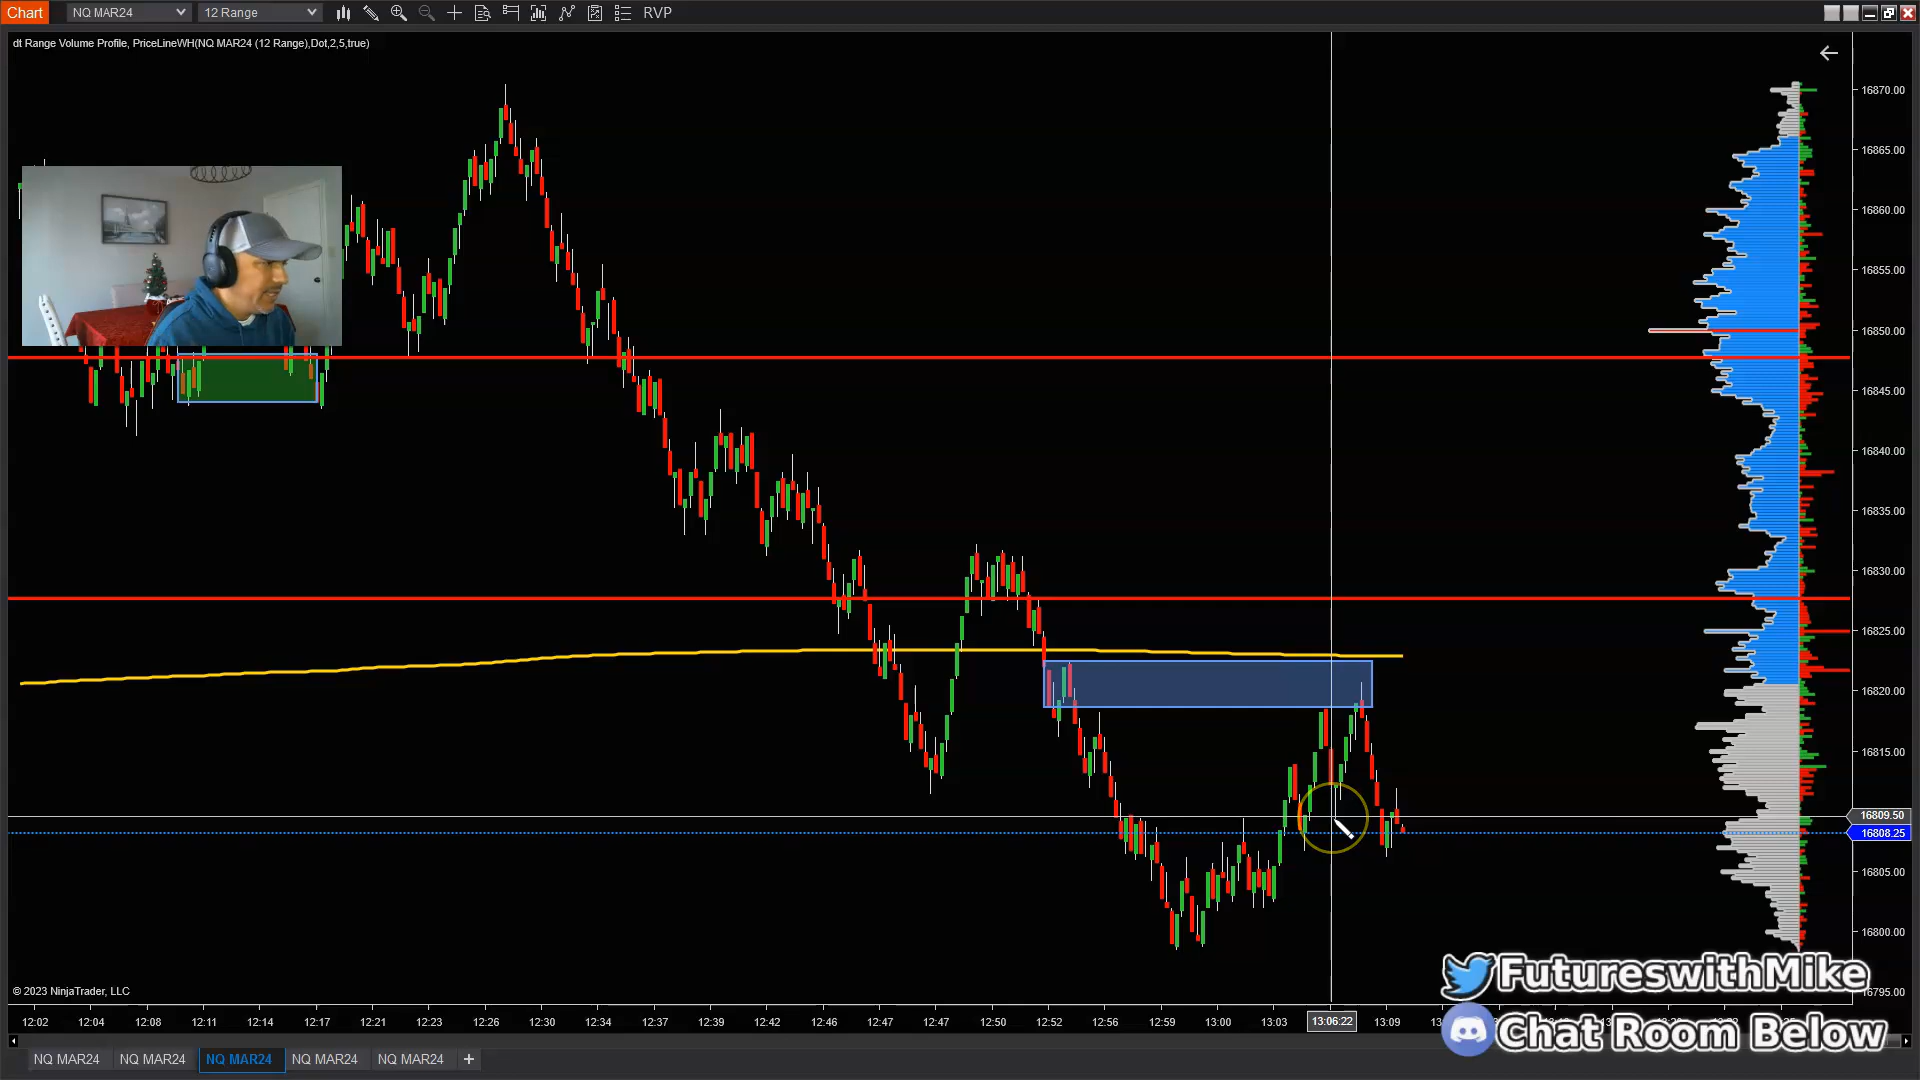 Chart NQ MAR24 12 Range RVP
dt Range Volume Profile, PriceLineWH(NQ MAR24 (12 Range),Dot,2,5,true)
16870.00
16865.00
16860.00
16855.00
16850.00
16845.00
16840.00
16835.00
16830.00
16825.00
16820.00
16815.00
16809.50
16808.25
16805.00
16800.00
16795.00
FutureswithMike
© 2023 NinjaTrader, LLC
12:02 12:04 12:08 12:11 12:14 12:17 12:21 12:23 12:26 12:30 12:34 12:37 12:39 12:42 12:46 12:47 12:47 12:50 12:52 12:56 12:59 13:00 13:03 13:06:22 13:09
Chat Room Below
NQ MAR24 NQ MAR24 NQ MAR24 NQ MAR24 NQ MAR24 +